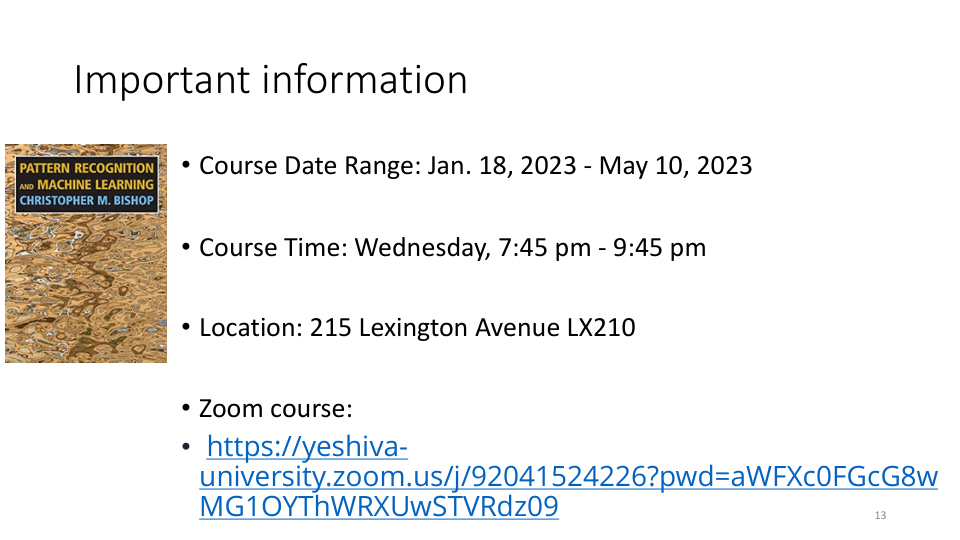 Important information
PATTERN RECOGNITION
AND MACHINE LEARNING
CHRISTOPHER M. BISHOP
• Course Date Range: Jan. 18, 2023 - May 10, 2023
• Course Time: Wednesday, 7:45 pm - 9:45 pm
• Location: 215 Lexington Avenue LX210
• Zoom course:
• https://yeshiva-
university.zoom.us/j/92041524226?pwd=aWFXc0FGcG8w
MG1OYThWRXUwSTVRdz09
13